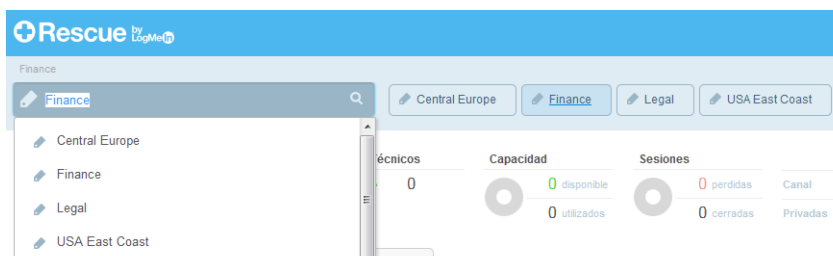 Rescue by LogMeIn
Finance
Finance
Central Europe
Finance
Legal
USA East Coast
Central Europe
Finance
Legal
USA East Coast
Capacidad
Sesiones
0
0 disponible
0 perdidas
Canal
0 utilizados
0 cerradas
Privadas